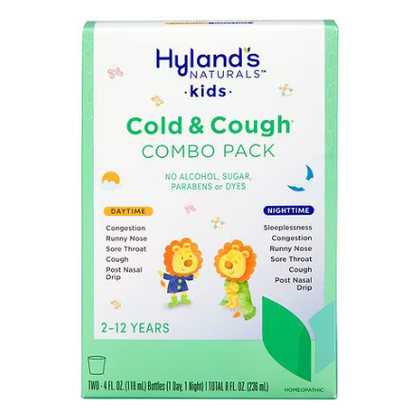 Hyland's
NATURALS™
·kids·
Cold & Cough*
COMBO PACK
NO ALCOHOL, SUGAR,
PARABENS or DYES
DAYTIME
Congestion
Runny Nose
Sore Throat
Cough
Post Nasal
Drip
NIGHTTIME
Sleeplessness
Congestion
Runny Nose
Sore Throat
Cough
Post Nasal
Drip
2–12 YEARS
TWO - 4 FL. OZ. (118 mL) Bottles (1 Day, 1 Night) | TOTAL 8 FL. OZ. (236 mL)
HOMEOPATHIC